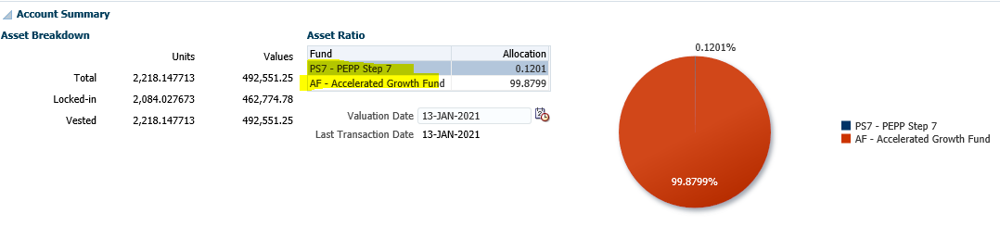 Account Summary
Asset Breakdown
Units Values
Total 2,218.147713 492,551.25
Locked-in 2,084.027673 462,774.78
Vested 2,218.147713 492,551.25
Asset Ratio
Fund Allocation
PS7 - PEPP Step 7 0.1201
AF - Accelerated Growth Fund 99.8799
Valuation Date 13-JAN-2021
Last Transaction Date 13-JAN-2021
0.1201%
99.8799%
PS7 - PEPP Step 7
AF - Accelerated Growth Fund